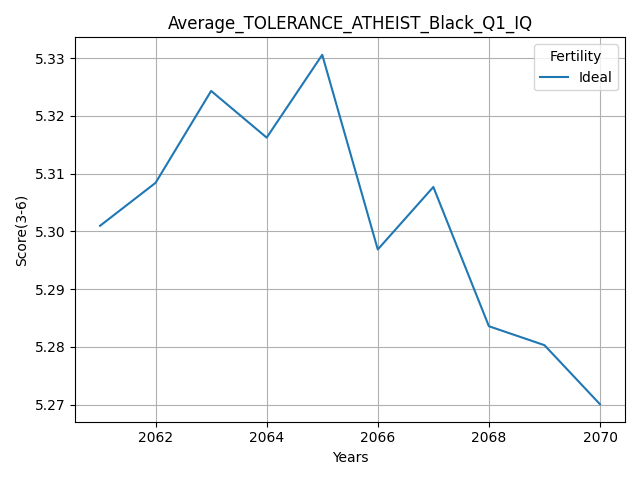 Average_TOLERANCE_ATHEIST_Black_Q1_IQ
Fertility
Ideal
Score(3-6)
5.33
5.32
5.31
5.30
5.29
5.28
5.27
2062 2064 2066 2068 2070
Years